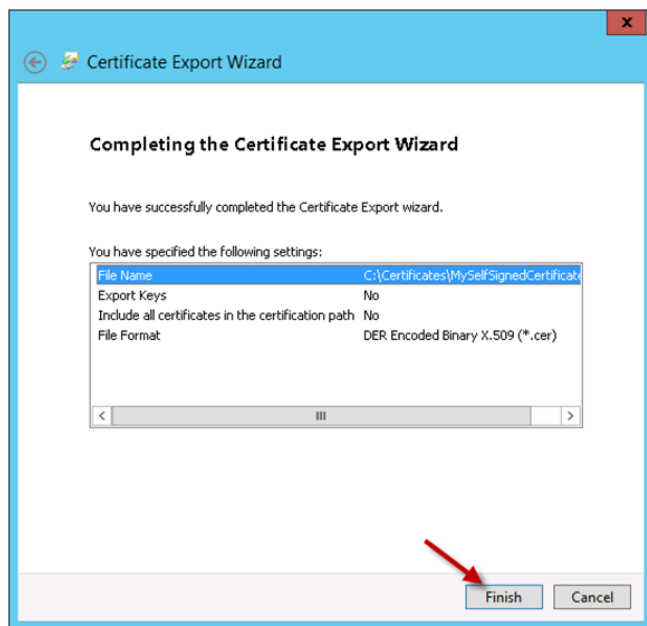 x
Certificate Export Wizard
Completing the Certificate Export Wizard
You have successfully completed the Certificate Export wizard.
You have specified the following settings:
File Name C:\Certificates\MySelfSignedCertificate
Export Keys No
Include all certificates in the certification path No
File Format DER Encoded Binary X.509 (*.cer)
Finish Cancel